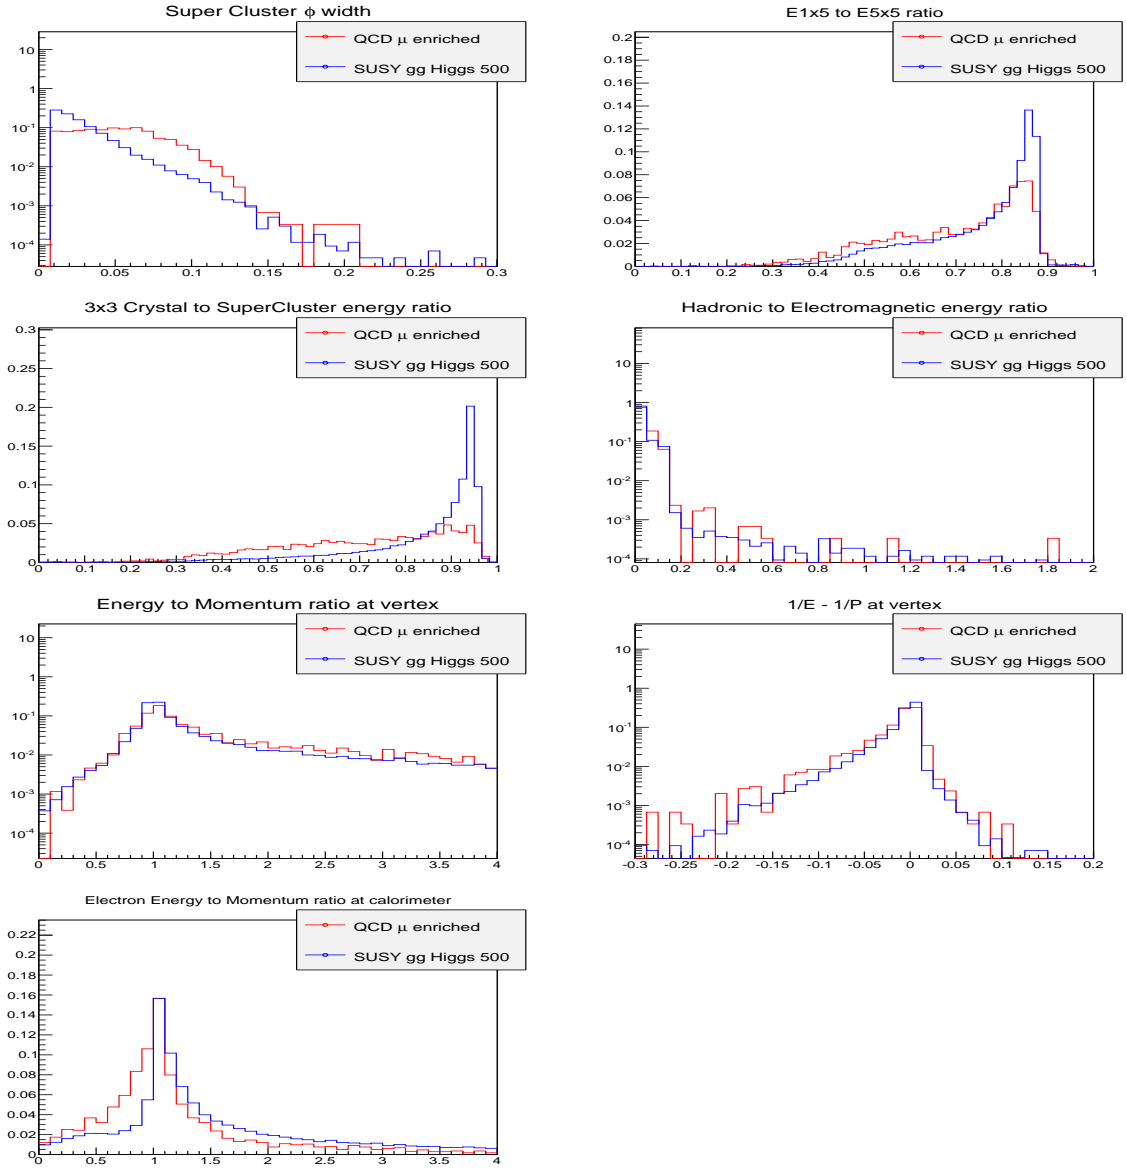 Super Cluster ϕ width
QCD μ enriched
SUSY gg Higgs 500
10
1
10⁻¹
10⁻²
10⁻³
10⁻⁴
0 0.05 0.1 0.15 0.2 0.25 0.3
E1x5 to E5x5 ratio
QCD μ enriched
SUSY gg Higgs 500
0.2
0.18
0.16
0.14
0.12
0.1
0.08
0.06
0.04
0.02
0
0 0.1 0.2 0.3 0.4 0.5 0.6 0.7 0.8 0.9 1
3x3 Crystal to SuperCluster energy ratio
QCD μ enriched
SUSY gg Higgs 500
0.3
0.25
0.2
0.15
0.1
0.05
0
0 0.1 0.2 0.3 0.4 0.5 0.6 0.7 0.8 0.9 1
Hadronic to Electromagnetic energy ratio
QCD μ enriched
SUSY gg Higgs 500
10
1
10⁻¹
10⁻²
10⁻³
10⁻⁴
0 0.2 0.4 0.6 0.8 1 1.2 1.4 1.6 1.8 2
Energy to Momentum ratio at vertex
QCD μ enriched
SUSY gg Higgs 500
10
1
10⁻¹
10⁻²
10⁻³
10⁻⁴
0 0.5 1 1.5 2 2.5 3 3.5 4
1/E - 1/P at vertex
QCD μ enriched
SUSY gg Higgs 500
10
1
10⁻¹
10⁻²
10⁻³
10⁻⁴
-0.3 -0.25 -0.2 -0.15 -0.1 -0.05 0 0.05 0.1 0.15 0.2
Electron Energy to Momentum ratio at calorimeter
QCD μ enriched
SUSY gg Higgs 500
0.22
0.2
0.18
0.16
0.14
0.12
0.1
0.08
0.06
0.04
0.02
0
0.5 1 1.5 2 2.5 3 3.5 4